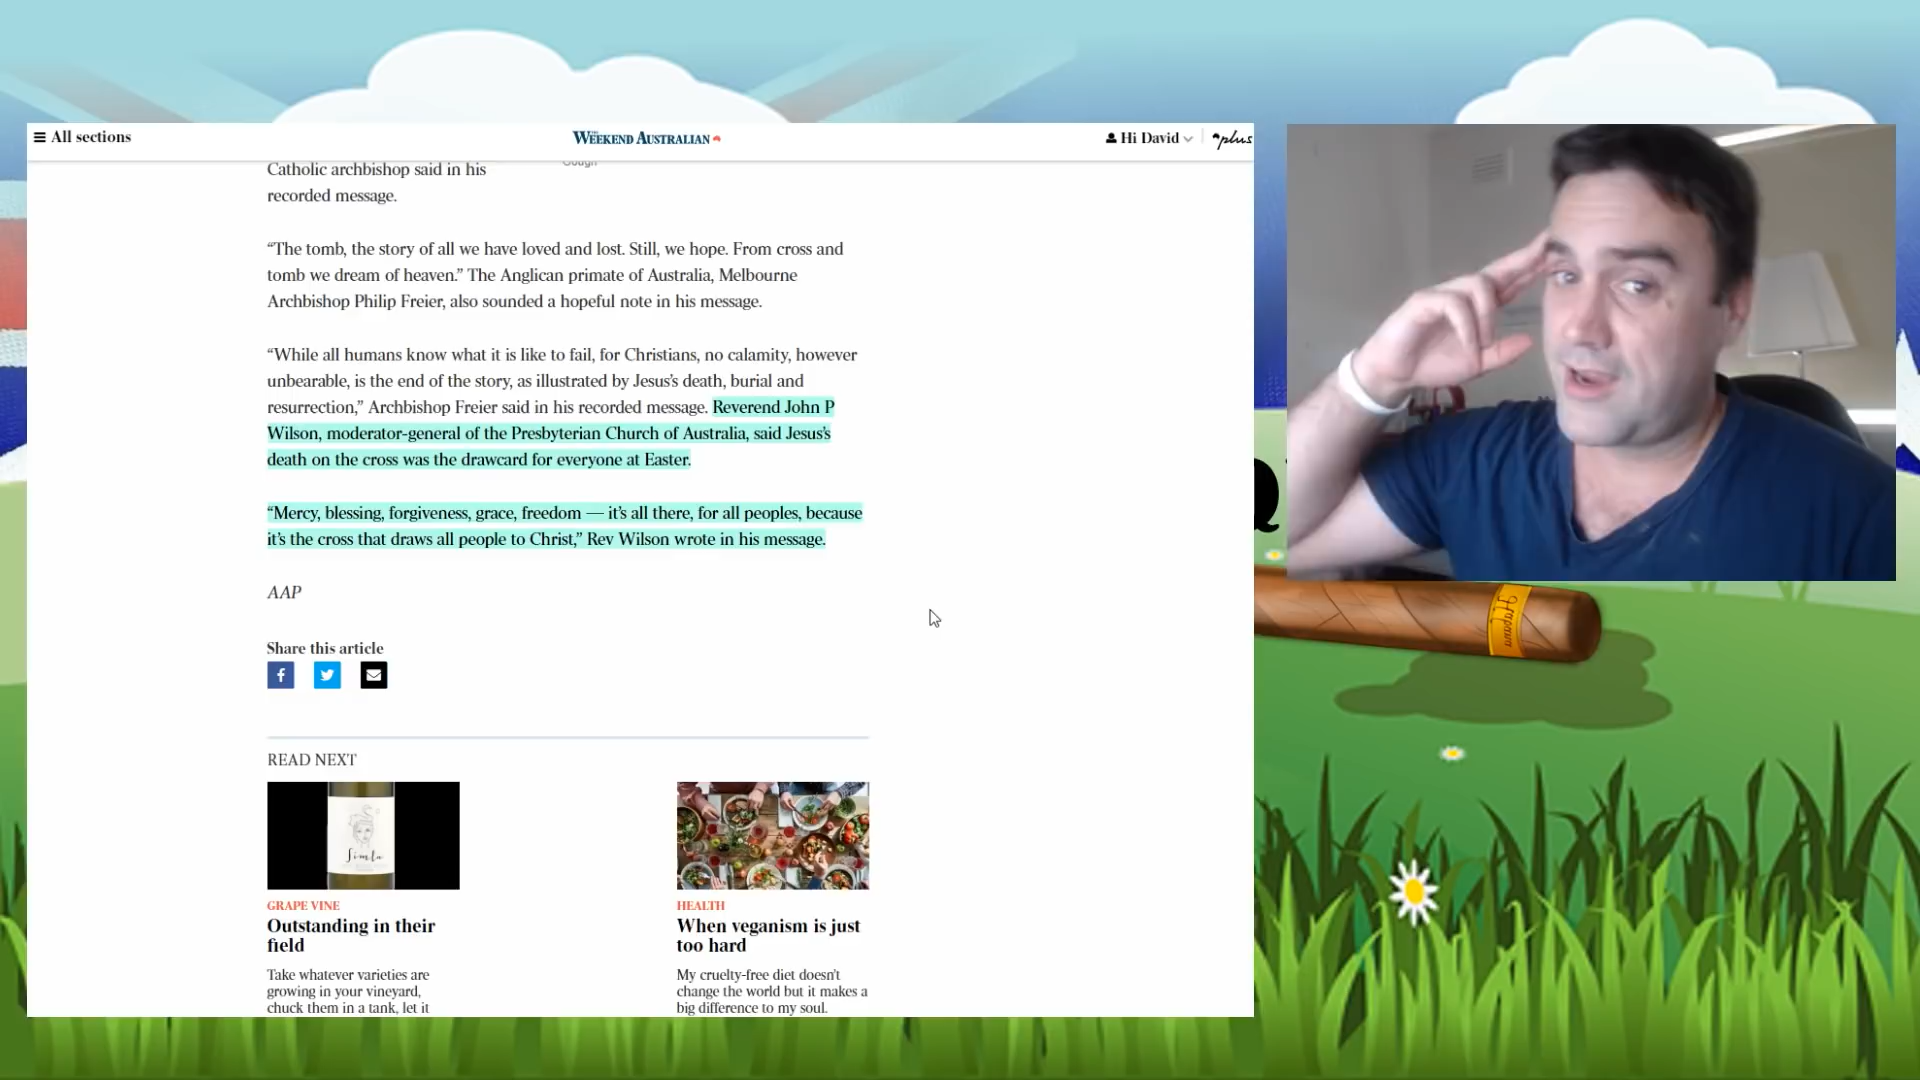 All sections
THE WEEKEND AUSTRALIAN
Hi David
plus
Catholic archbishop said in his
recorded message.
Gough
“The tomb, the story of all we have loved and lost. Still, we hope. From cross and
tomb we dream of heaven.” The Anglican primate of Australia, Melbourne
Archbishop Philip Freier, also sounded a hopeful note in his message.
“While all humans know what it is like to fail, for Christians, no calamity, however
unbearable, is the end of the story, as illustrated by Jesus’s death, burial and
resurrection,” Archbishop Freier said in his recorded message. Reverend John P
Wilson, moderator-general of the Presbyterian Church of Australia, said Jesus’s
death on the cross was the drawcard for everyone at Easter.
“Mercy, blessing, forgiveness, grace, freedom — it’s all there, for all peoples, because
it’s the cross that draws all people to Christ,” Rev Wilson wrote in his message.
AAP
Share this article
READ NEXT
Simla
GRAPE VINE
Outstanding in their
field
Take whatever varieties are
growing in your vineyard,
chuck them in a tank, let it
HEALTH
When veganism is just
too hard
My cruelty-free diet doesn’t
change the world but it makes a
big difference to my soul.
Q
Havana